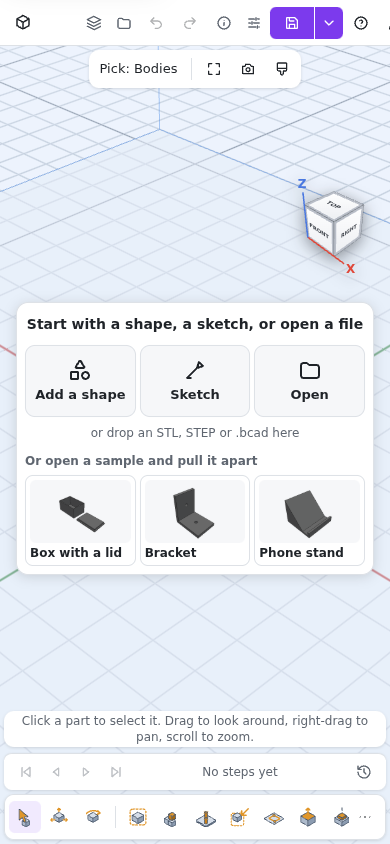 Pick: Bodies
Z
TOP
FRONT
RIGHT
X
Start with a shape, a sketch, or open a file
Add a shape
Sketch
Open
or drop an STL, STEP or .bcad here
Or open a sample and pull it apart
Box with a lid
Bracket
Phone stand
Click a part to select it. Drag to look around, right-drag to
pan, scroll to zoom.
No steps yet